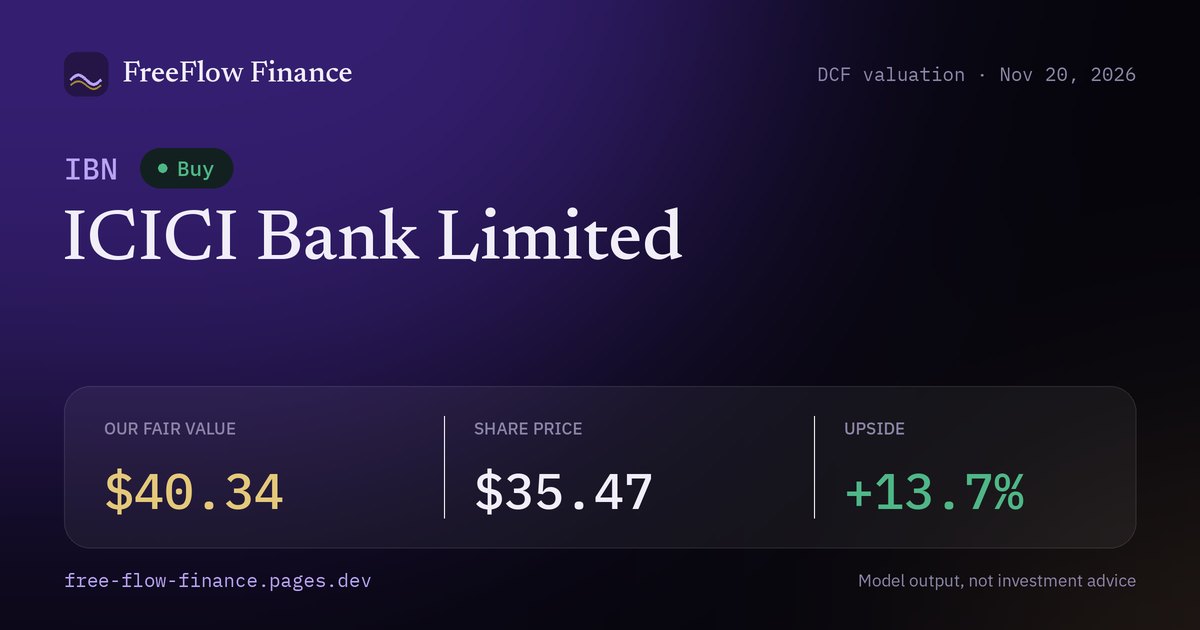 FreeFlow Finance
DCF valuation · Nov 20, 2026
IBN
Buy
ICICI Bank Limited
OUR FAIR VALUE
$40.34
SHARE PRICE
$35.47
UPSIDE
+13.7%
free-flow-finance.pages.dev
Model output, not investment advice